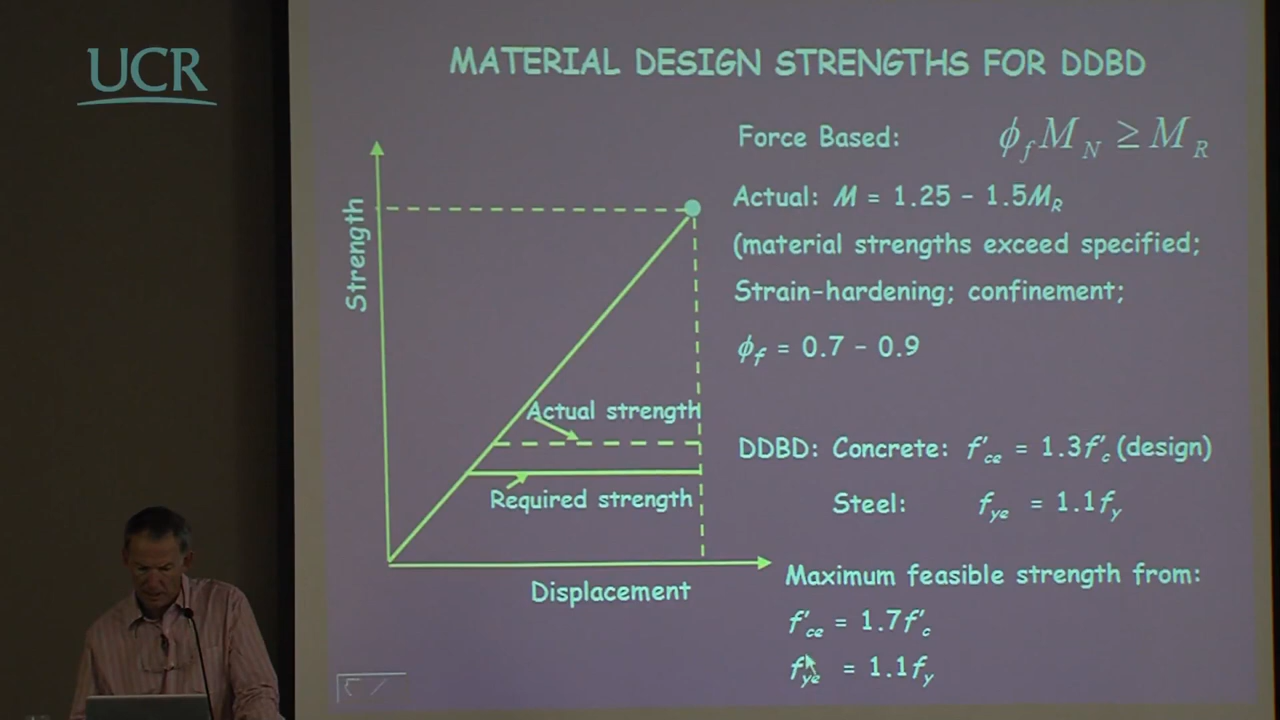 UCR
MATERIAL DESIGN STRENGTHS FOR DDBD
Force Based: ϕf MN ≥ MR
Actual: M = 1.25 – 1.5MR
(material strengths exceed specified;
Strain-hardening; confinement;
ϕf = 0.7 – 0.9
DDBD: Concrete: f'ce = 1.3f'c (design)
Steel: fye = 1.1fy
Maximum feasible strength from:
f'ce = 1.7f'c
fye = 1.1fy
Strength
Actual strength
Required strength
Displacement